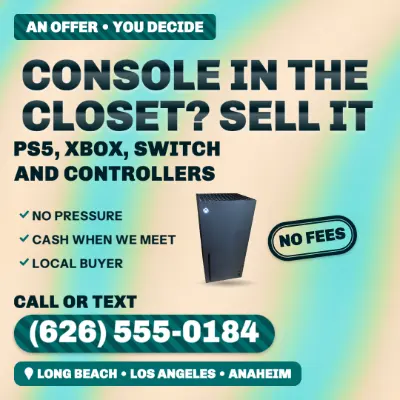 AN OFFER • YOU DECIDE
CONSOLE IN THE
CLOSET? SELL IT
PS5, XBOX, SWITCH
AND CONTROLLERS
NO PRESSURE
CASH WHEN WE MEET
LOCAL BUYER
NO FEES
CALL OR TEXT
(626) 555-0184
LONG BEACH • LOS ANGELES • ANAHEIM